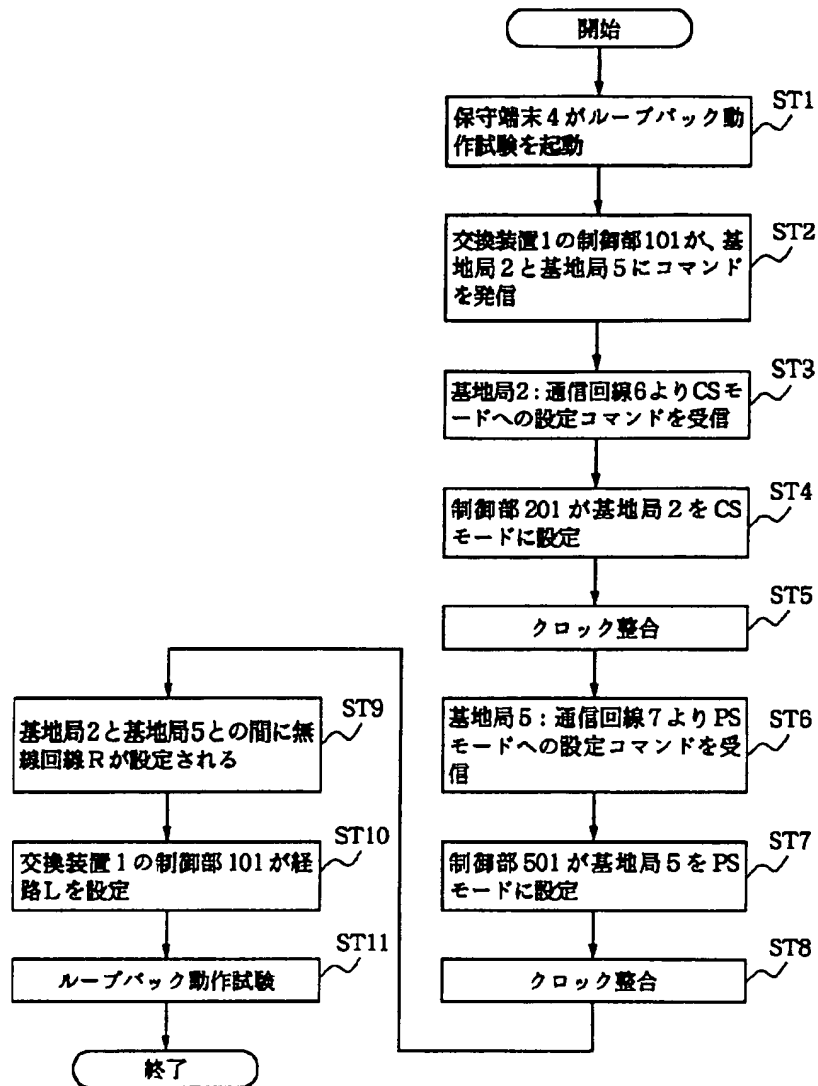 開始
ST1
保守端末4がループバック動
作試験を起動
ST2
交換装置1の制御部101が、基
地局2と基地局5にコマンド
を発信
ST3
基地局2:通信回線6よりCSモ
ードへの設定コマンドを受信
ST4
制御部201が基地局2をCS
モードに設定
ST5
クロック整合
ST6
基地局5:通信回線7よりPS
モードへの設定コマンドを受
信
ST7
制御部501が基地局5をPS
モードに設定
ST8
クロック整合
ST9
基地局2と基地局5との間に無
線回線Rが設定される
ST10
交換装置1の制御部101が経
路Lを設定
ST11
ループバック動作試験
終了